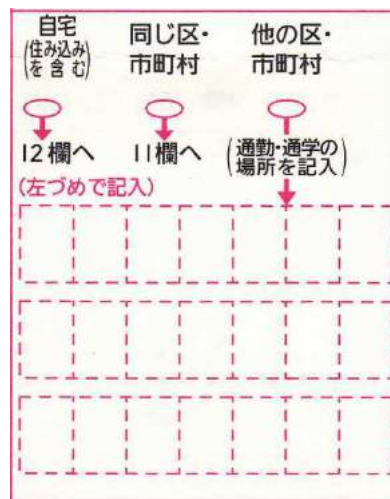 自宅
(住み込みを含む)
同じ区・
市町村
他の区・
市町村
12欄へ
11欄へ
(通勤・通学の場所を記入)
(左づめで記入)